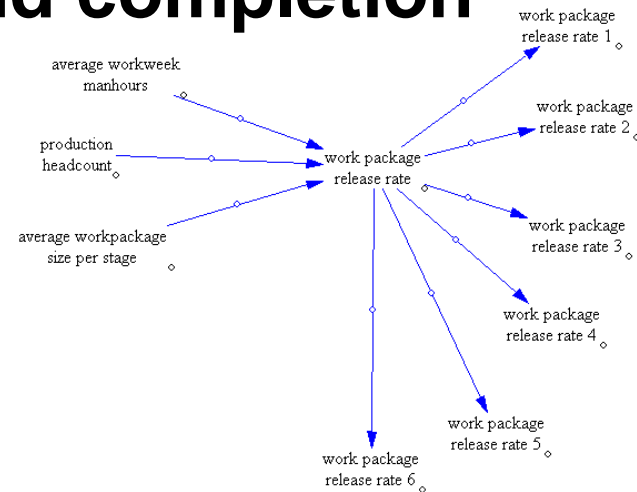 nd completion
work package
release rate 1
average workweek
manhours
work package
release rate 2
production
headcount
work package
release rate
average workpackage
size per stage
work package
release rate 3
work package
release rate 4
work package
release rate 5
work package
release rate 6